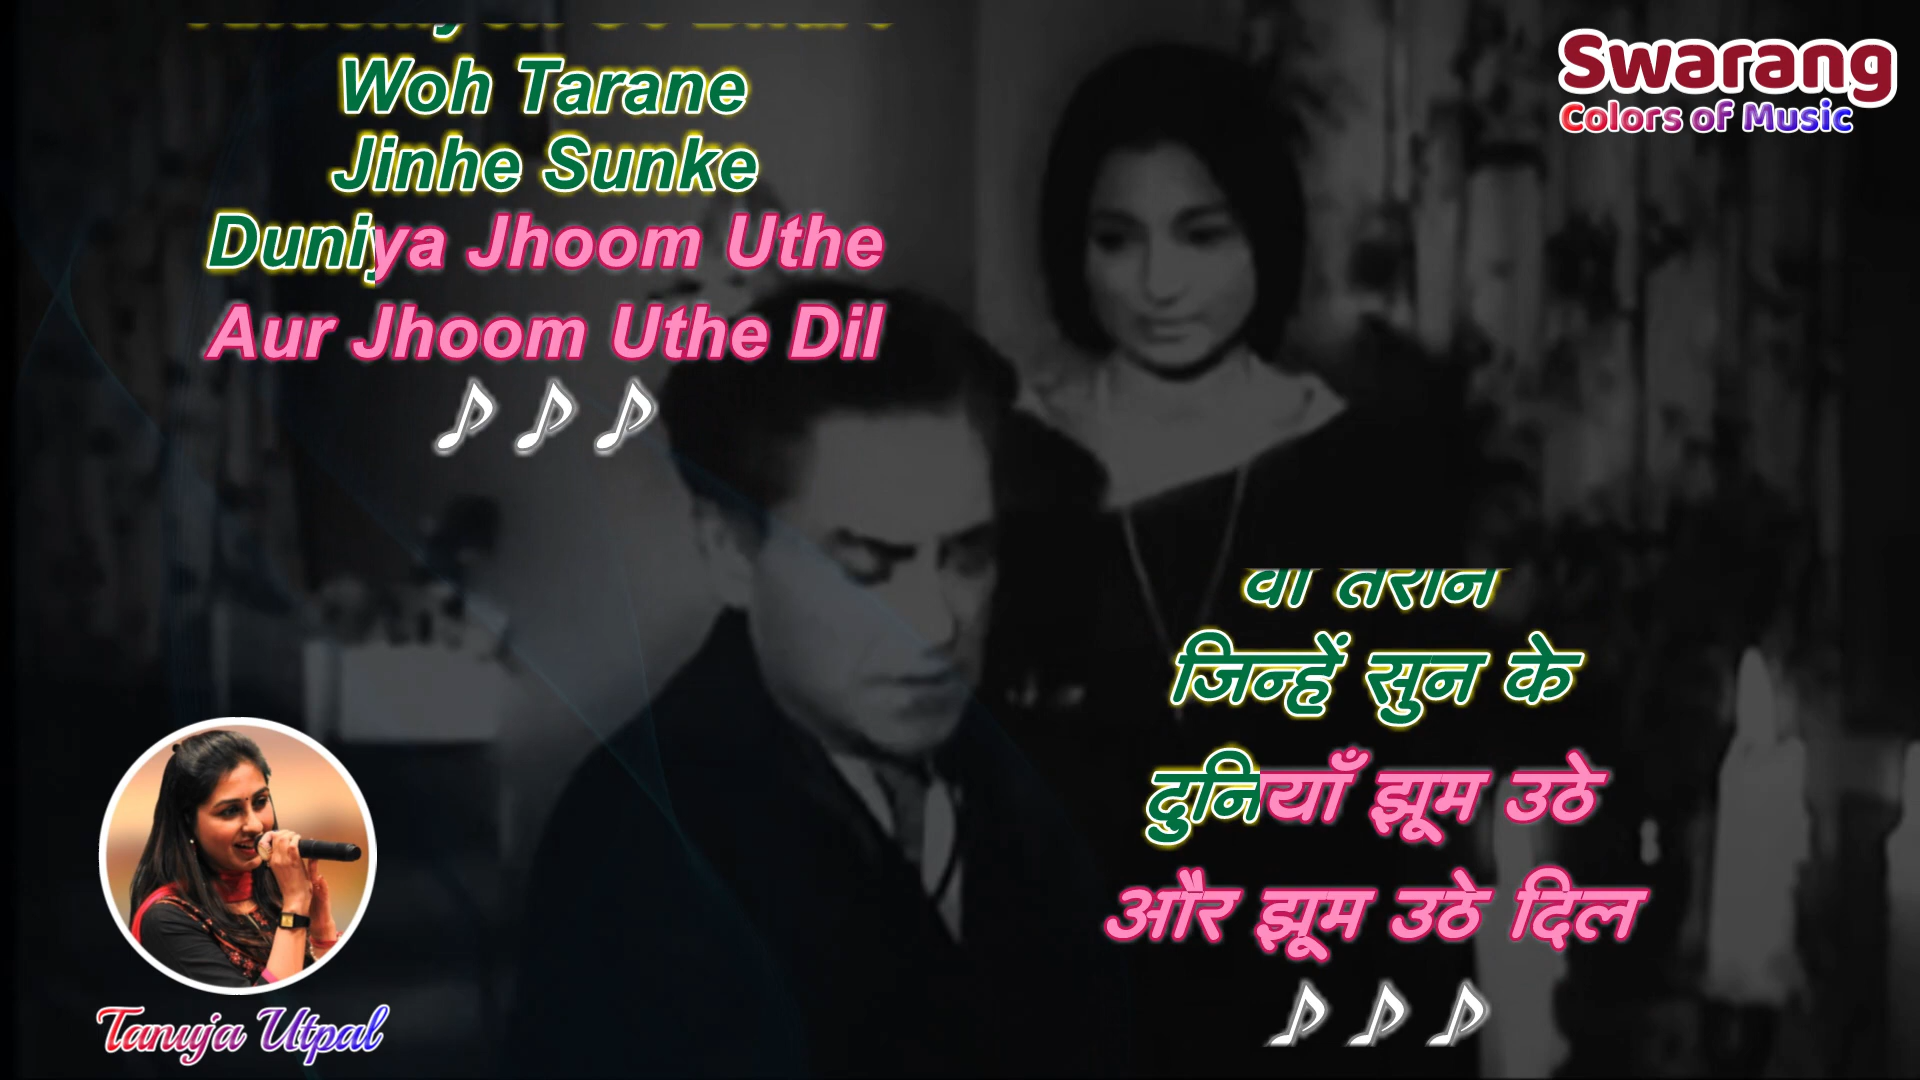 Woh Tarane
Jinhe Sunke
Duniya Jhoom Uthe
Aur Jhoom Uthe Dil
Swarang
Colors of Music
वो तराने
जिन्हें सुन के
दुनियाँ झूम उठे
और झूम उठे दिल
Tanuja Utpal